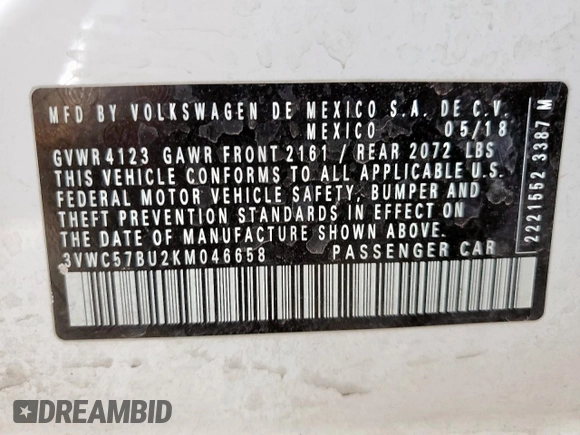 MFD BY VOLKSWAGEN DE MEXICO S.A. DE C.V.
MEXICO 05/18
GVWR 4123 GAWR FRONT 2161 / REAR 2072 LBS
THIS VEHICLE CONFORMS TO ALL APPLICABLE U.S.
FEDERAL MOTOR VEHICLE SAFETY, BUMPER AND
THEFT PREVENTION STANDARDS IN EFFECT ON
THE DATE OF MANUFACTURE SHOWN ABOVE.
3VWC57BU2KM046658 PASSENGER CAR
2221552 3387 M
DREAMBID